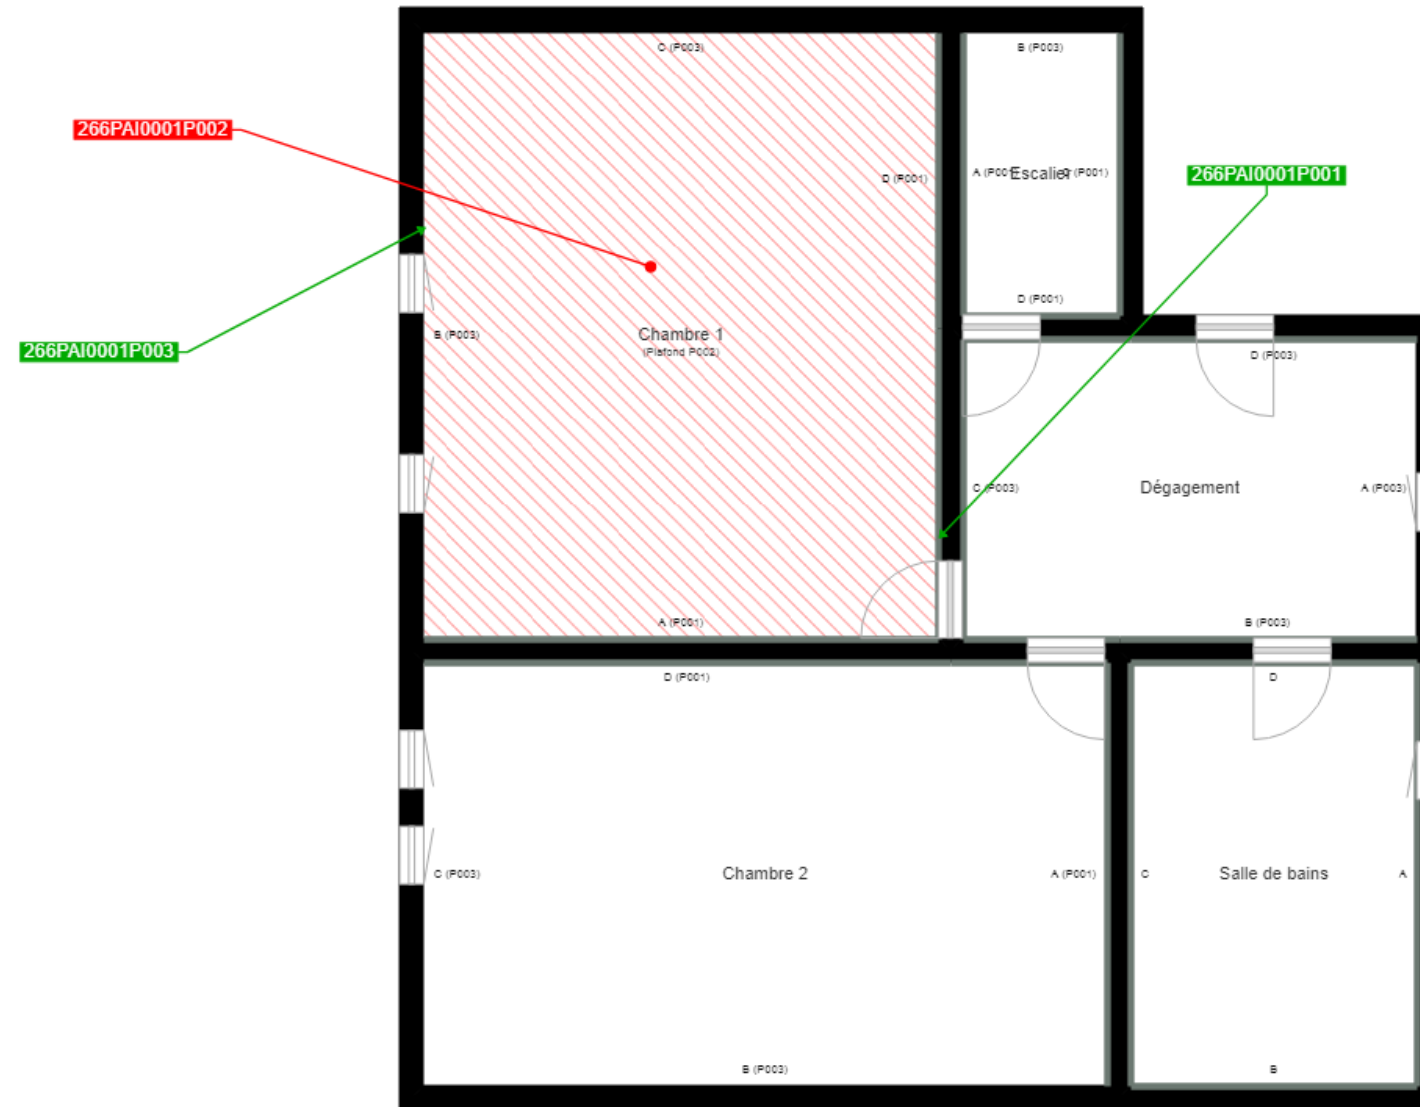 C (P003)
B (P003)
266PAI0001P002
D (P001)
A (P001
Escalier
C (P001)
266PAI0001P001
D (P001)
B (P003)
Chambre 1
(Plafond P002)
266PAI0001P003
D (P003)
C (P003)
Dégagement
A (P003)
A (P001)
B (P003)
D (P001)
D
C (P003)
Chambre 2
A (P001)
C
Salle de bains
A
B (P003)
B